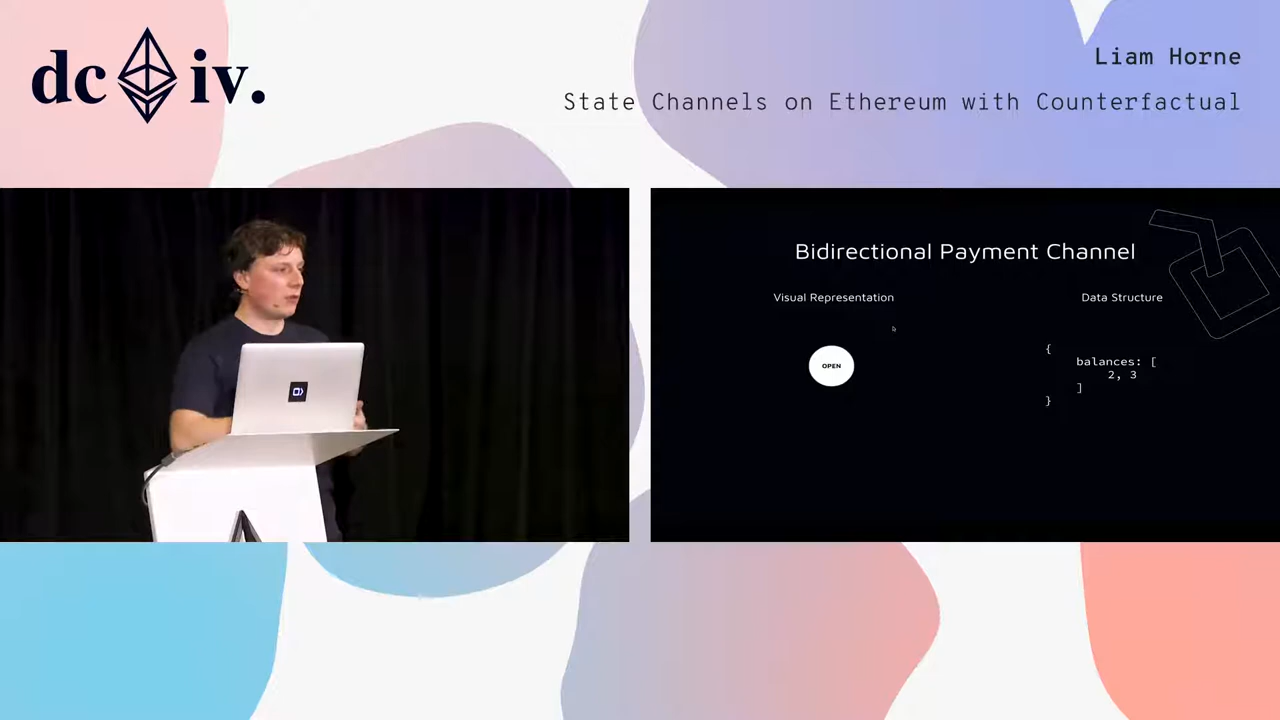 dc iv.
Liam Horne
State Channels on Ethereum with Counterfactual
Bidirectional Payment Channel
Visual Representation
Data Structure
OPEN
{
balances: [
2, 3
]
}